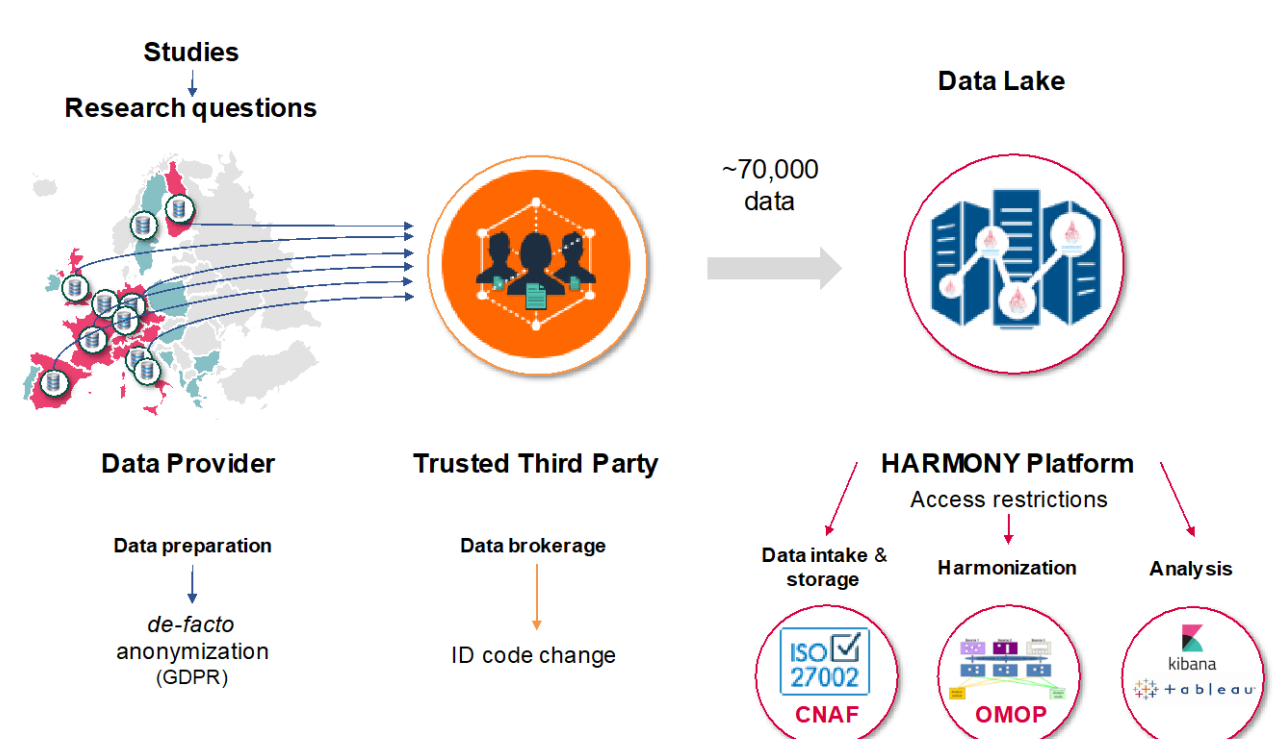 Studies
Research questions
Data Lake
~70,000
data
Data Provider
Trusted Third Party
HARMONY Platform
Access restrictions
Data preparation
Data brokerage
Data intake &
storage
Harmonization
Analysis
de-facto
anonymization
(GDPR)
ID code change
ISO
27002
CNAF
OMOP
kibana
+ableau